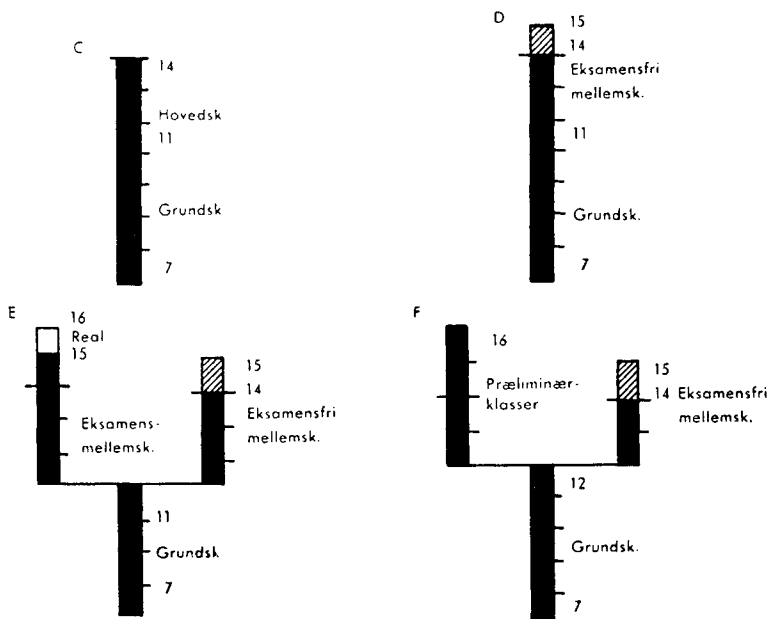 C
14
Hovedsk
11
Grundsk
7
D
15
14
Eksamensfri
mellemsk.
11
Grundsk.
7
E
16
Real
15
Eksamens-
mellemsk.
15
14
Eksamensfri
mellemsk.
11
Grundsk
7
F
16
Præliminær-
klasser
15
14 Eksamensfri
mellemsk.
12
Grundsk.
7